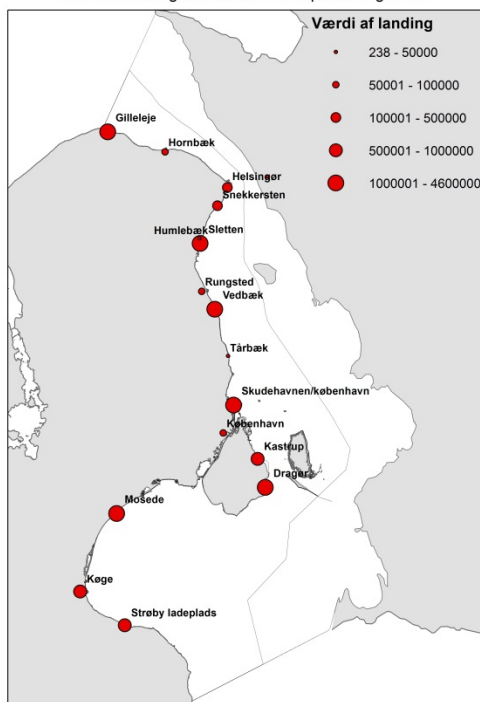 Værdi af landing
238 - 50000
50001 - 100000
100001 - 500000
500001 - 1000000
1000001 - 4600000
Gilleleje
Hornbæk
Helsingør
Snekkersten
Humlebæk
Sletten
Rungsted
Vedbæk
Tårbæk
Skudehavnen/københavn
København
Kastrup
Dragør
Mosede
Køge
Strøby ladeplads